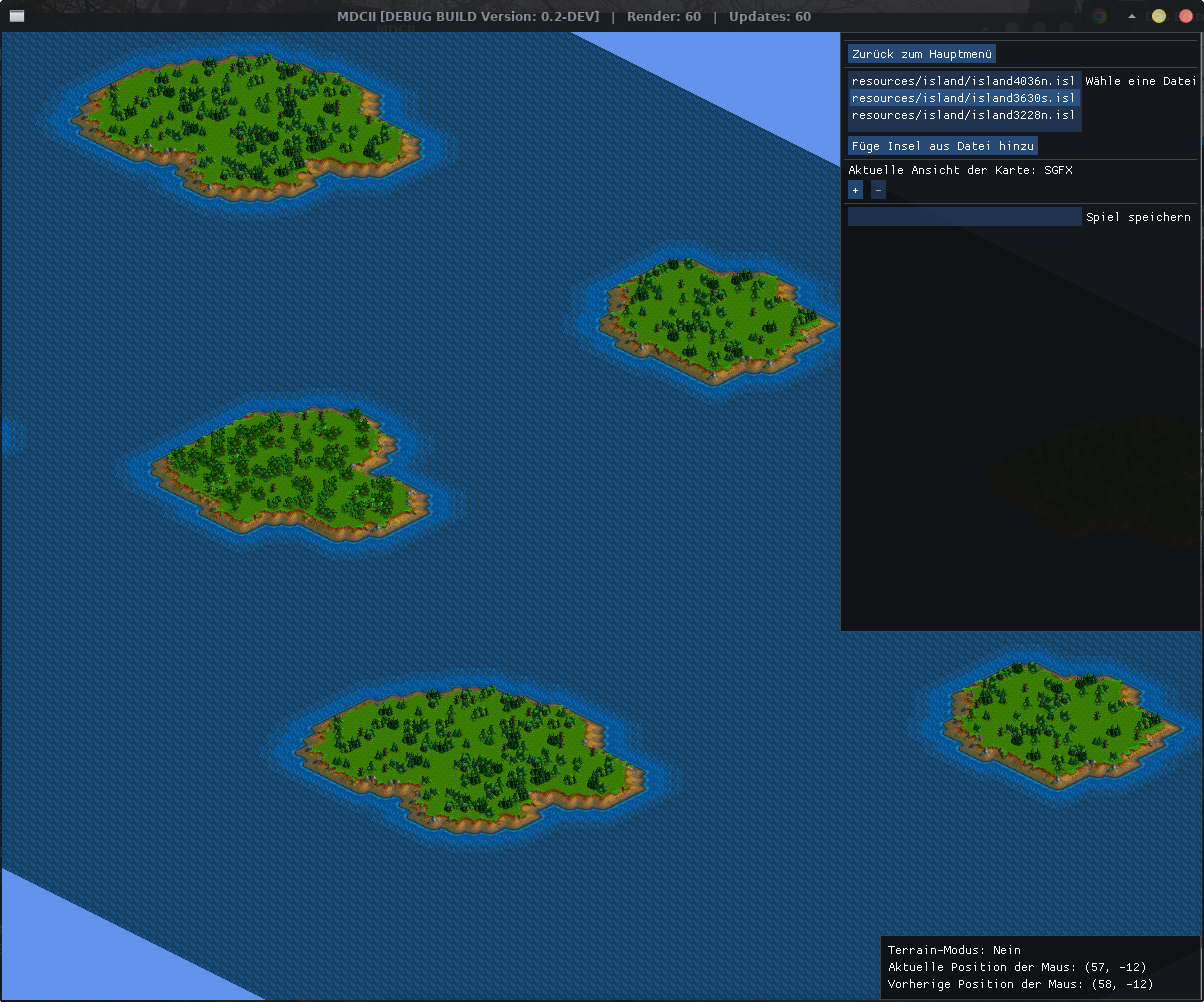 MDCII [DEBUG BUILD Version: 0.2-DEV]   |   Render: 60   |   Updates: 60
Zurück zum Hauptmenü
resources/island/island4036n.isl Wähle eine Datei
resources/island/island3630s.isl
resources/island/island3228n.isl
Füge Insel aus Datei hinzu
Aktuelle Ansicht der Karte: SGFX
+ -
Spiel speichern
Terrain-Modus: Nein
Aktuelle Position der Maus: (57, -12)
Vorherige Position der Maus: (58, -12)